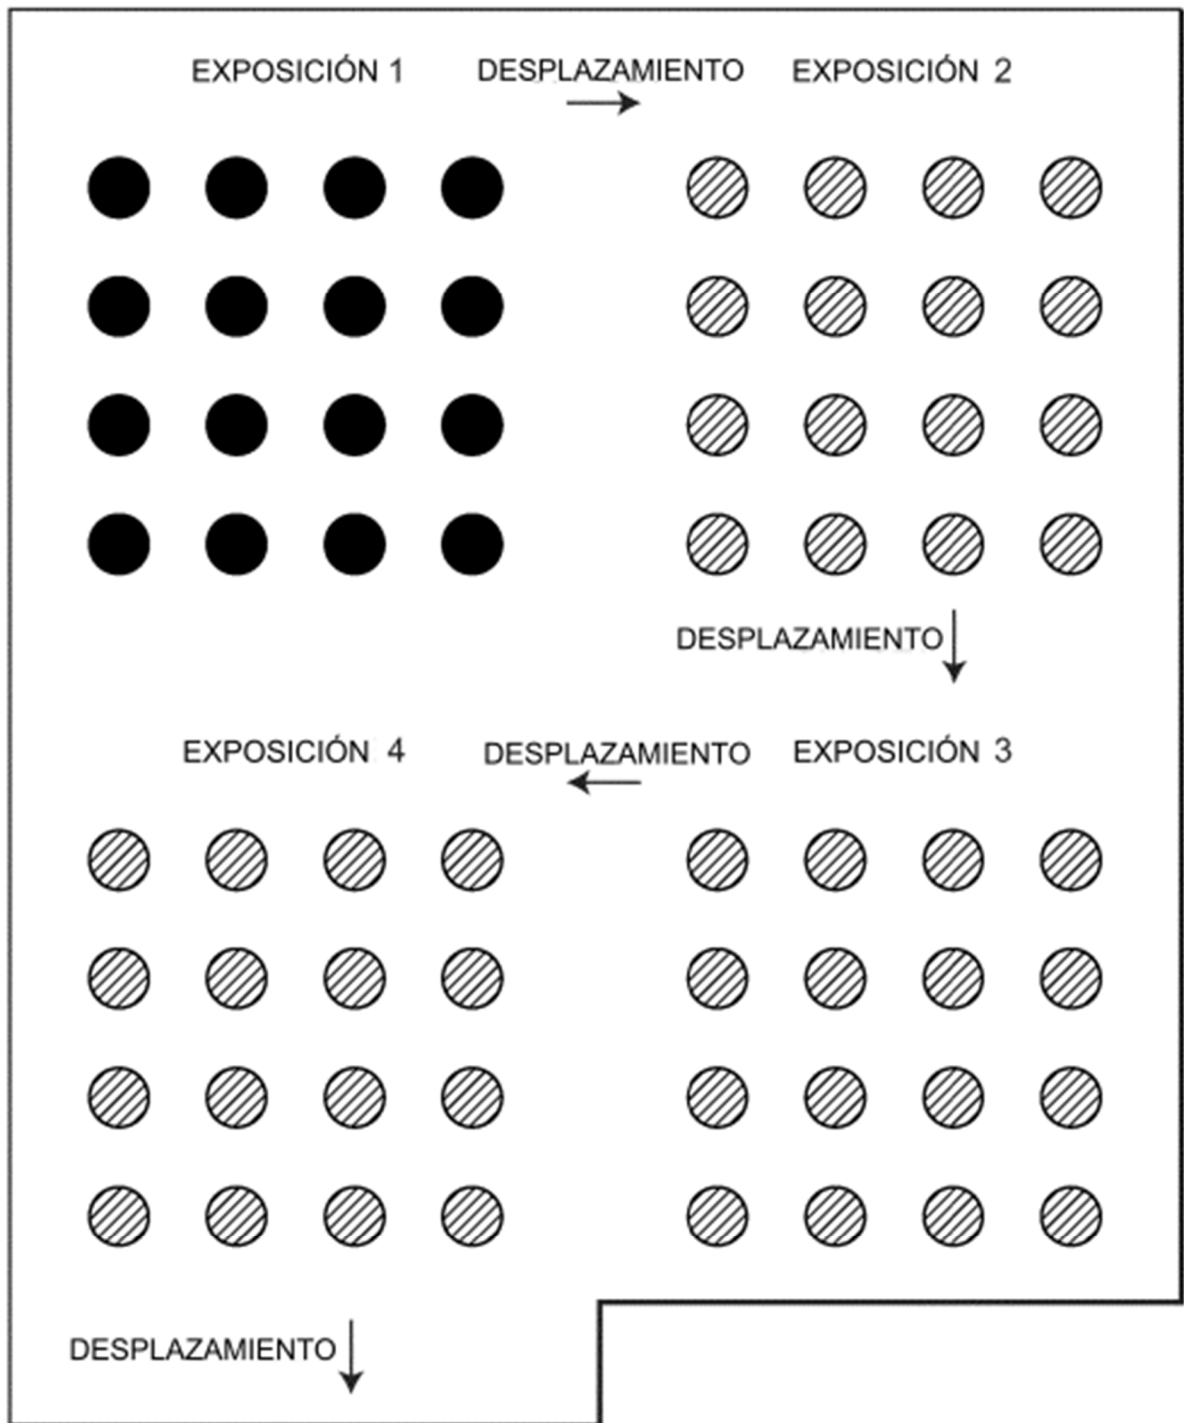 EXPOSICIÓN 1 DESPLAZAMIENTO EXPOSICIÓN 2
DESPLAZAMIENTO
EXPOSICIÓN 4 DESPLAZAMIENTO EXPOSICIÓN 3
DESPLAZAMIENTO